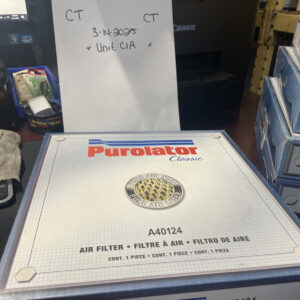 CT CT
3-14-2025
* Unit C1A *
Purolator
Classic
A40124
AIR FILTER • FILTRE À AIR • FILTRO DE AIRE
CONT. 1 PIECE • CONT. 1 PIÈCE • CONT. 1 PIEZA